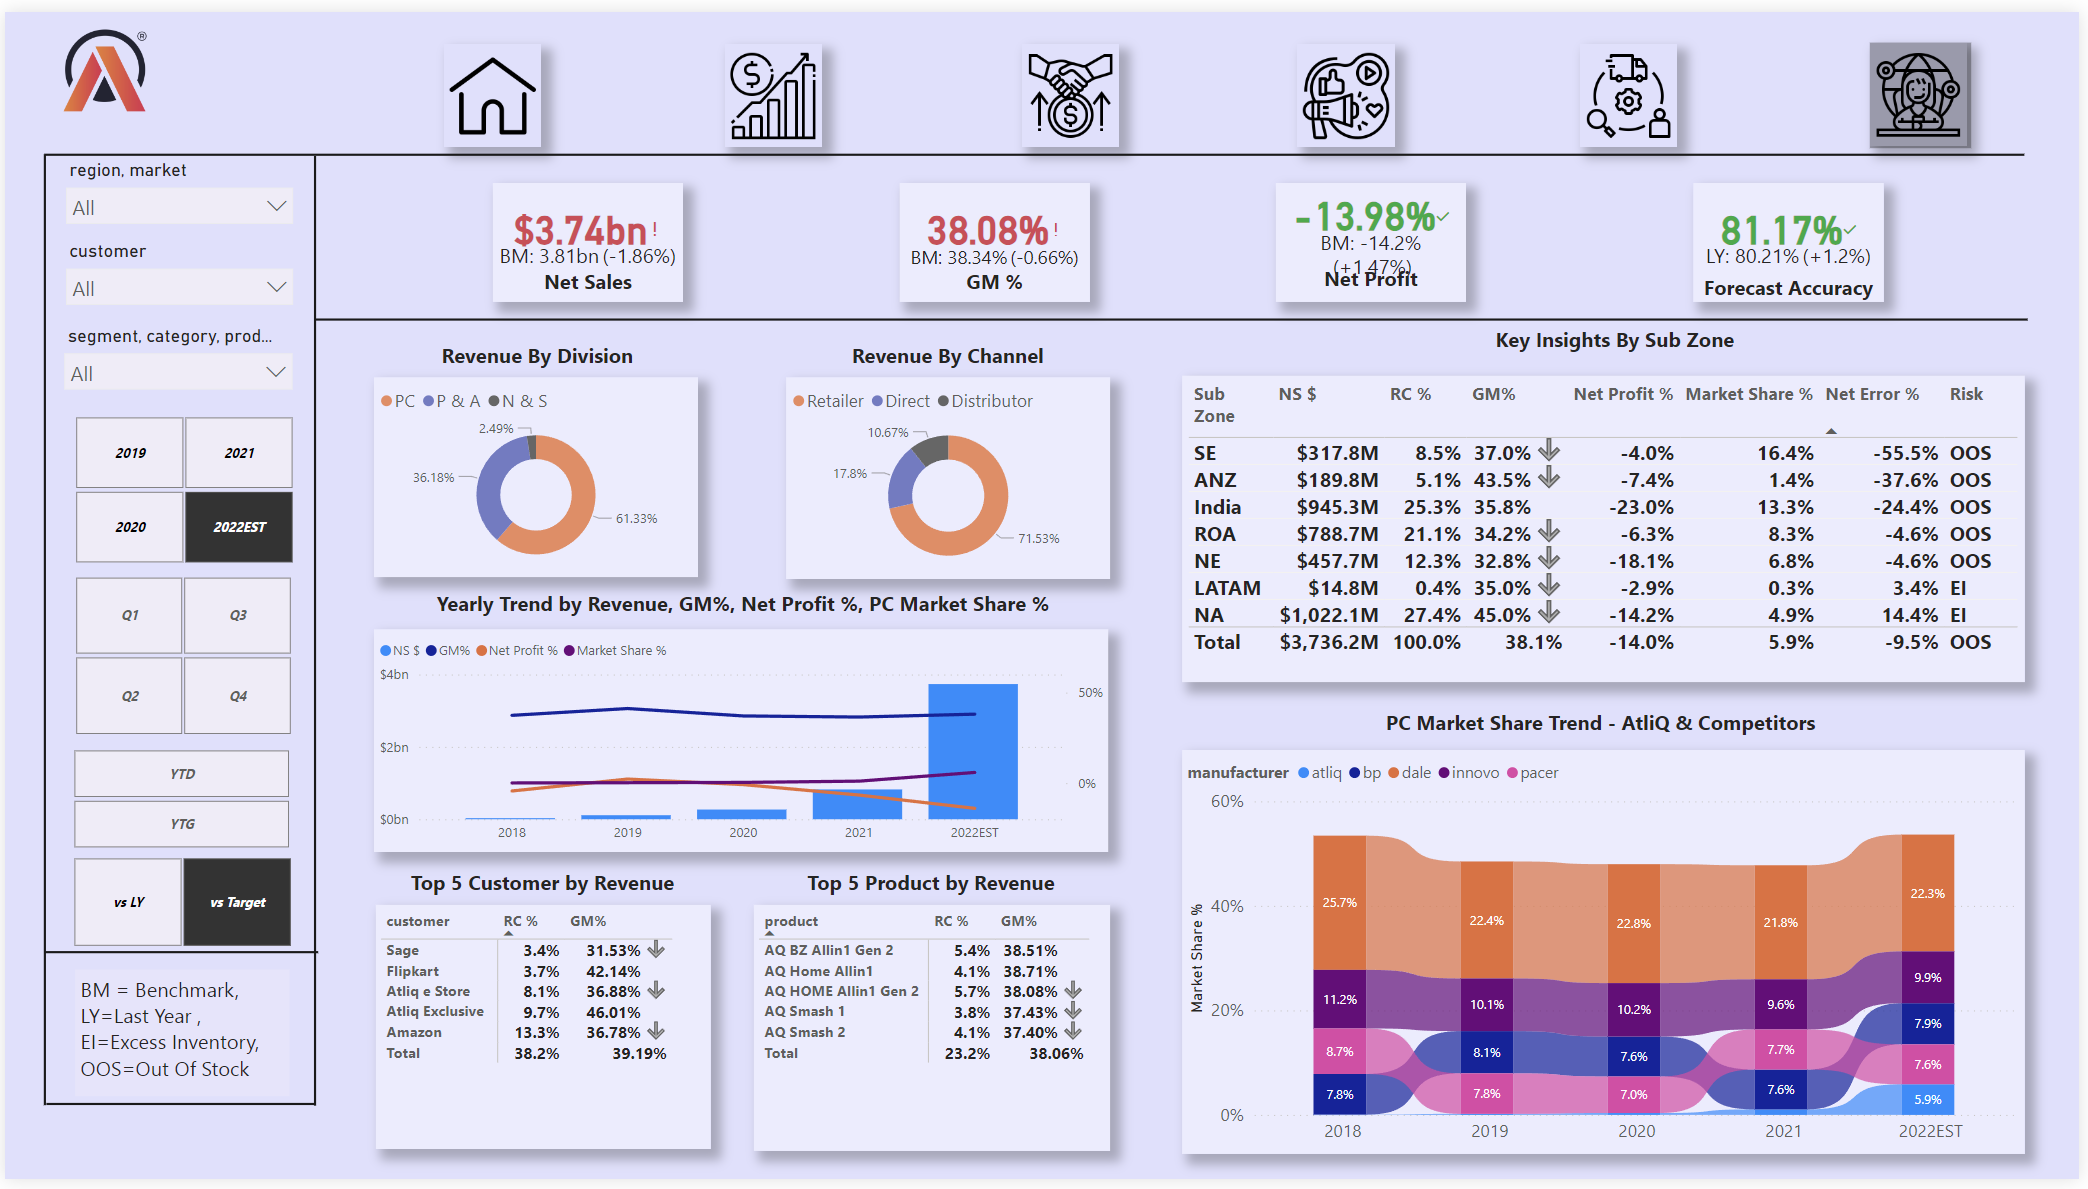 ®
region, market
All
customer
All
segment, category, prod...
All
2019
2021
2020
2022EST
Q1
Q3
Q2
Q4
YTD
YTG
vs LY
vs Target
BM = Benchmark,
LY=Last Year ,
EI=Excess Inventory,
OOS=Out Of Stock
$3.74bn!
BM: 3.81bn (-1.86%)
Net Sales
38.08%!
BM: 38.34% (-0.66%)
GM %
-13.98%
BM: -14.2%
(+1.47%)
Net Profit
81.17%
LY: 80.21% (+1.2%)
Forecast Accuracy
Revenue By Division
PC P & A N & S
2.49%
36.18%
61.33%
Revenue By Channel
Retailer Direct Distributor
10.67%
17.8%
71.53%
Yearly Trend by Revenue, GM%, Net Profit %, PC Market Share %
NS $ GM% Net Profit % Market Share %
$4bn
50%
$2bn
0%
$0bn
2018 2019 2020 2021 2022EST
Top 5 Customer by Revenue
customer RC % GM%
Sage 3.4% 31.53%
Flipkart 3.7% 42.14%
Atliq e Store 8.1% 36.88%
Atliq Exclusive 9.7% 46.01%
Amazon 13.3% 36.78%
Total 38.2% 39.19%
Top 5 Product by Revenue
product RC % GM%
AQ BZ Allin1 Gen 2 5.4% 38.51%
AQ Home Allin1 4.1% 38.71%
AQ HOME Allin1 Gen 2 5.7% 38.08%
AQ Smash 1 3.8% 37.43%
AQ Smash 2 4.1% 37.40%
Total 23.2% 38.06%
Key Insights By Sub Zone
Sub Zone NS $ RC % GM% Net Profit % Market Share % Net Error % Risk
SE $317.8M 8.5% 37.0% -4.0% 16.4% -55.5% OOS
ANZ $189.8M 5.1% 43.5% -7.4% 1.4% -37.6% OOS
India $945.3M 25.3% 35.8% -23.0% 13.3% -24.4% OOS
ROA $788.7M 21.1% 34.2% -6.3% 8.3% -4.6% OOS
NE $457.7M 12.3% 32.8% -18.1% 6.8% -4.6% OOS
LATAM $14.8M 0.4% 35.0% -2.9% 0.3% 3.4% EI
NA $1,022.1M 27.4% 45.0% -14.2% 4.9% 14.4% EI
Total $3,736.2M 100.0% 38.1% -14.0% 5.9% -9.5% OOS
PC Market Share Trend - AtliQ & Competitors
manufacturer atliq bp dale innovo pacer
Market Share %
60%
40%
20%
0%
25.7%
11.2%
8.7%
7.8%
22.4%
10.1%
8.1%
7.8%
22.8%
10.2%
7.6%
7.0%
21.8%
9.6%
7.7%
7.6%
22.3%
9.9%
7.9%
7.6%
5.9%
2018 2019 2020 2021 2022EST